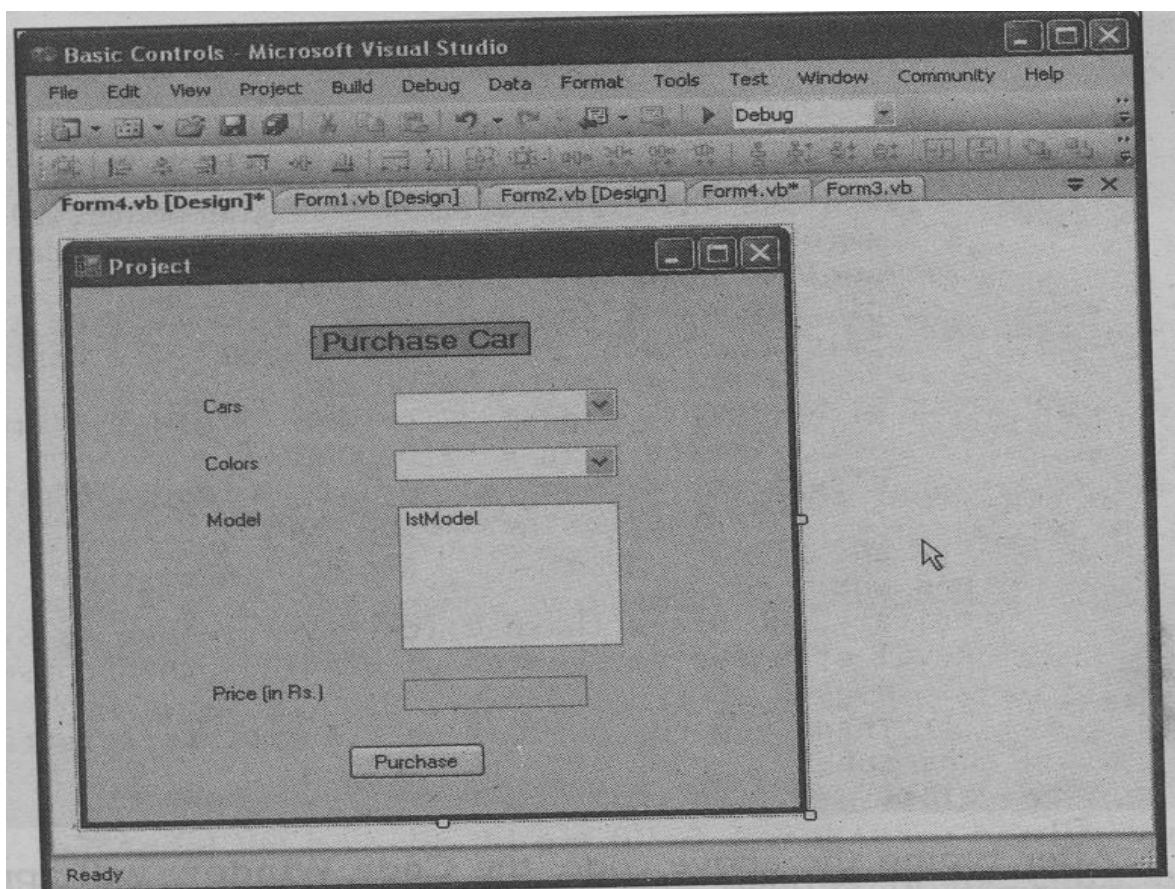 Basic Controls - Microsoft Visual Studio
File Edit View Project Build Debug Data Format Tools Test Window Community Help
Debug
Form4.vb [Design]* Form1.vb [Design] Form2.vb [Design] Form4.vb* Form3.vb
Project
Purchase Car
Cars
Colors
Model lstModel
Price (in Rs.)
Purchase
Ready